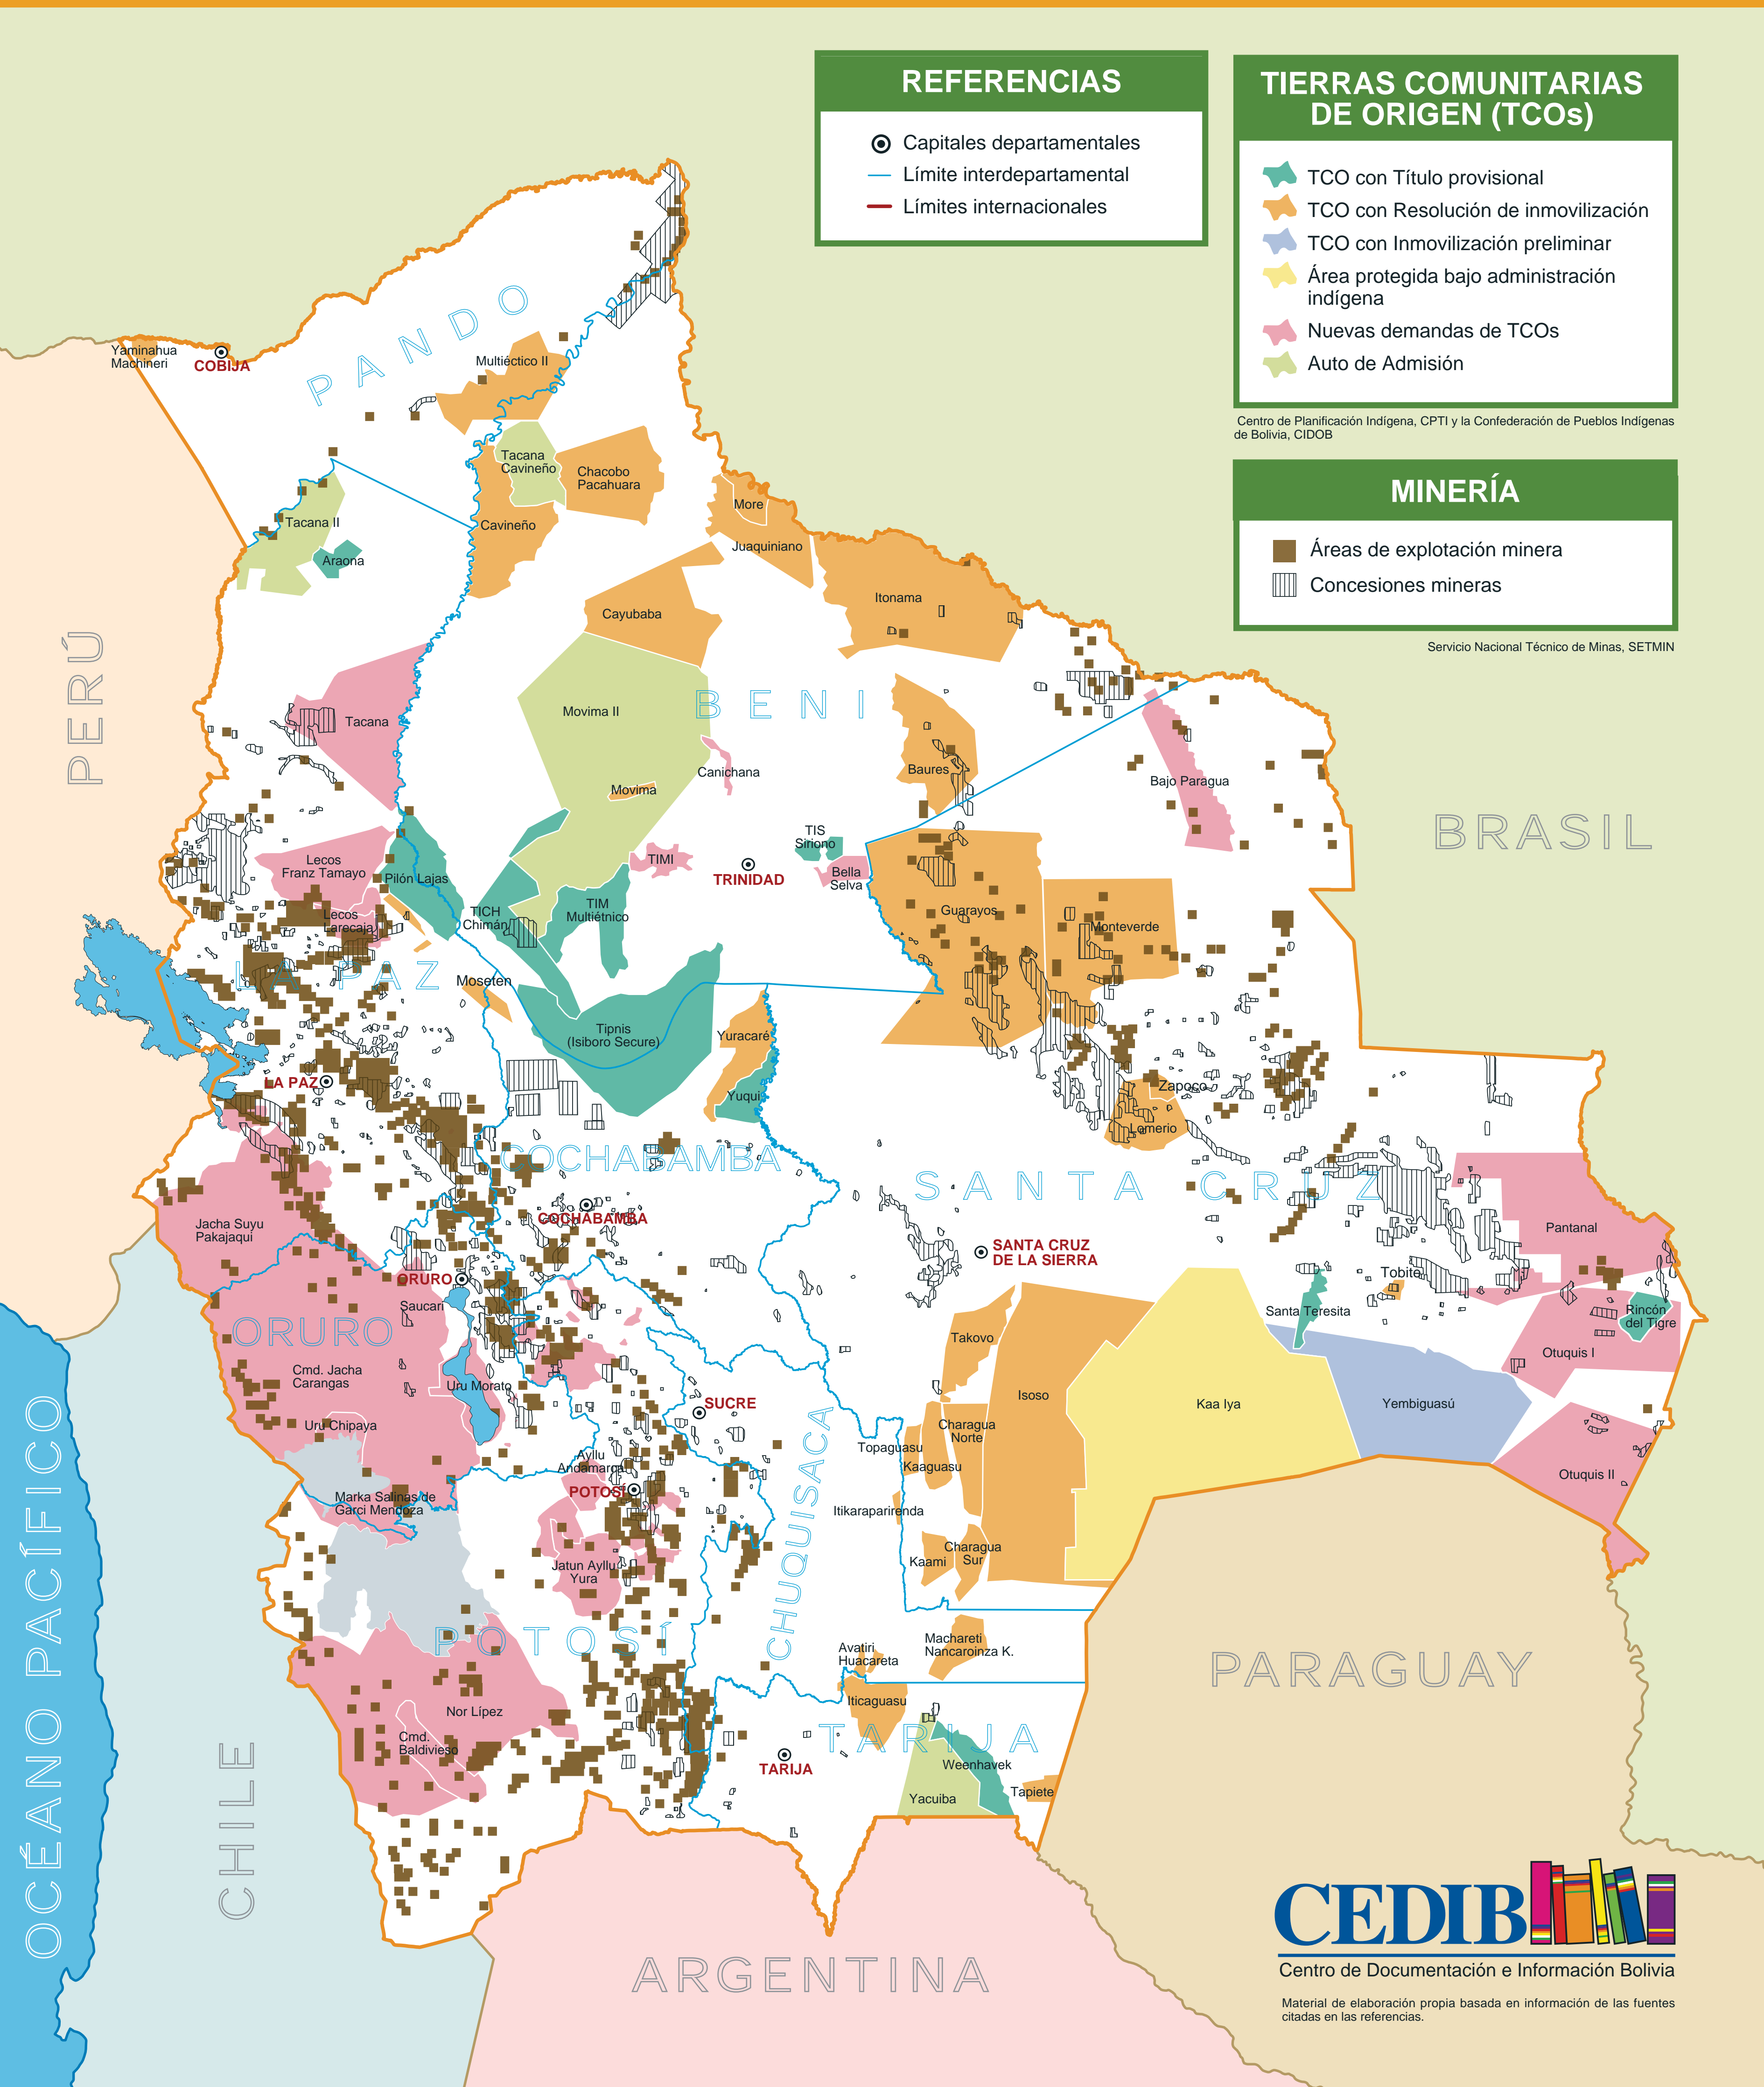 REFERENCIAS
Capitales departamentales
Límite interdepartamental
Límites internacionales
TIERRAS COMUNITARIAS
DE ORIGEN (TCOs)
TCO con Título provisional
TCO con Resolución de inmovilización
TCO con Inmovilización preliminar
Área protegida bajo administración
indígena
Nuevas demandas de TCOs
Auto de Admisión
Centro de Planificación Indígena, CPTI y la Confederación de Pueblos Indígenas
de Bolivia, CIDOB
MINERÍA
Áreas de explotación minera
Concesiones mineras
Servicio Nacional Técnico de Minas, SETMIN
PANDO
Yaminahua
Machineri
COBIJA
Multiéctico II
Tacana
Cavineño
Chacobo
Pacahuara
More
Tacana II
Cavineño
Juaquiniano
Araona
Itonama
Cayubaba
PERÚ
BENI
Movima II
Tacana
Canichana
Baures
Bajo Paragua
Movima
BRASIL
TIS
Siriono
Lecos
Franz Tamayo
TIMI
Pilón Lajas
TRINIDAD
Bella
Selva
TICH
Chimán
TIM
Multiétnico
Guarayos
Lecos
Larecaja
Monteverde
LA PAZ
Moseten
Tipnis
(Isiboro Secure)
Yuracaré
LA PAZ
Yuqui
Zapoco
Lomerio
COCHABAMBA
SANTA CRUZ
COCHABAMBA
Jacha Suyu
Pakajaqui
Pantanal
SANTA CRUZ
DE LA SIERRA
ORURO
Tobite
Saucari
Santa Teresita
Rincón
del Tigre
ORURO
Takovo
Otuquis I
Cmd. Jacha
Carangas
Uru Morato
Isoso
Kaa Iya
Yembiguasú
SUCRE
Uru Chipaya
Charagua
Norte
Topaguasu
Ayllu
Andamarca
Kaaguasu
Otuquis II
POTOSÍ
Marka Salinas de
Garci Mendoza
Itikaraparirenda
CHUQUISACA
Charagua
Sur
Kaami
Jatun Ayllu
Yura
OCÉANO PACÍFICO
POTOSÍ
Machareti
Nancaroinza K.
Avatiri
Huacareta
PARAGUAY
Iticaguasu
Nor Lípez
Cmd.
Baldivieso
TARIJA
TARIJA
Weenhavek
Yacuiba
Tapiete
CHILE
ARGENTINA
CEDIB
Centro de Documentación e Información Bolivia
Material de elaboración propia basada en información de las fuentes
citadas en las referencias.